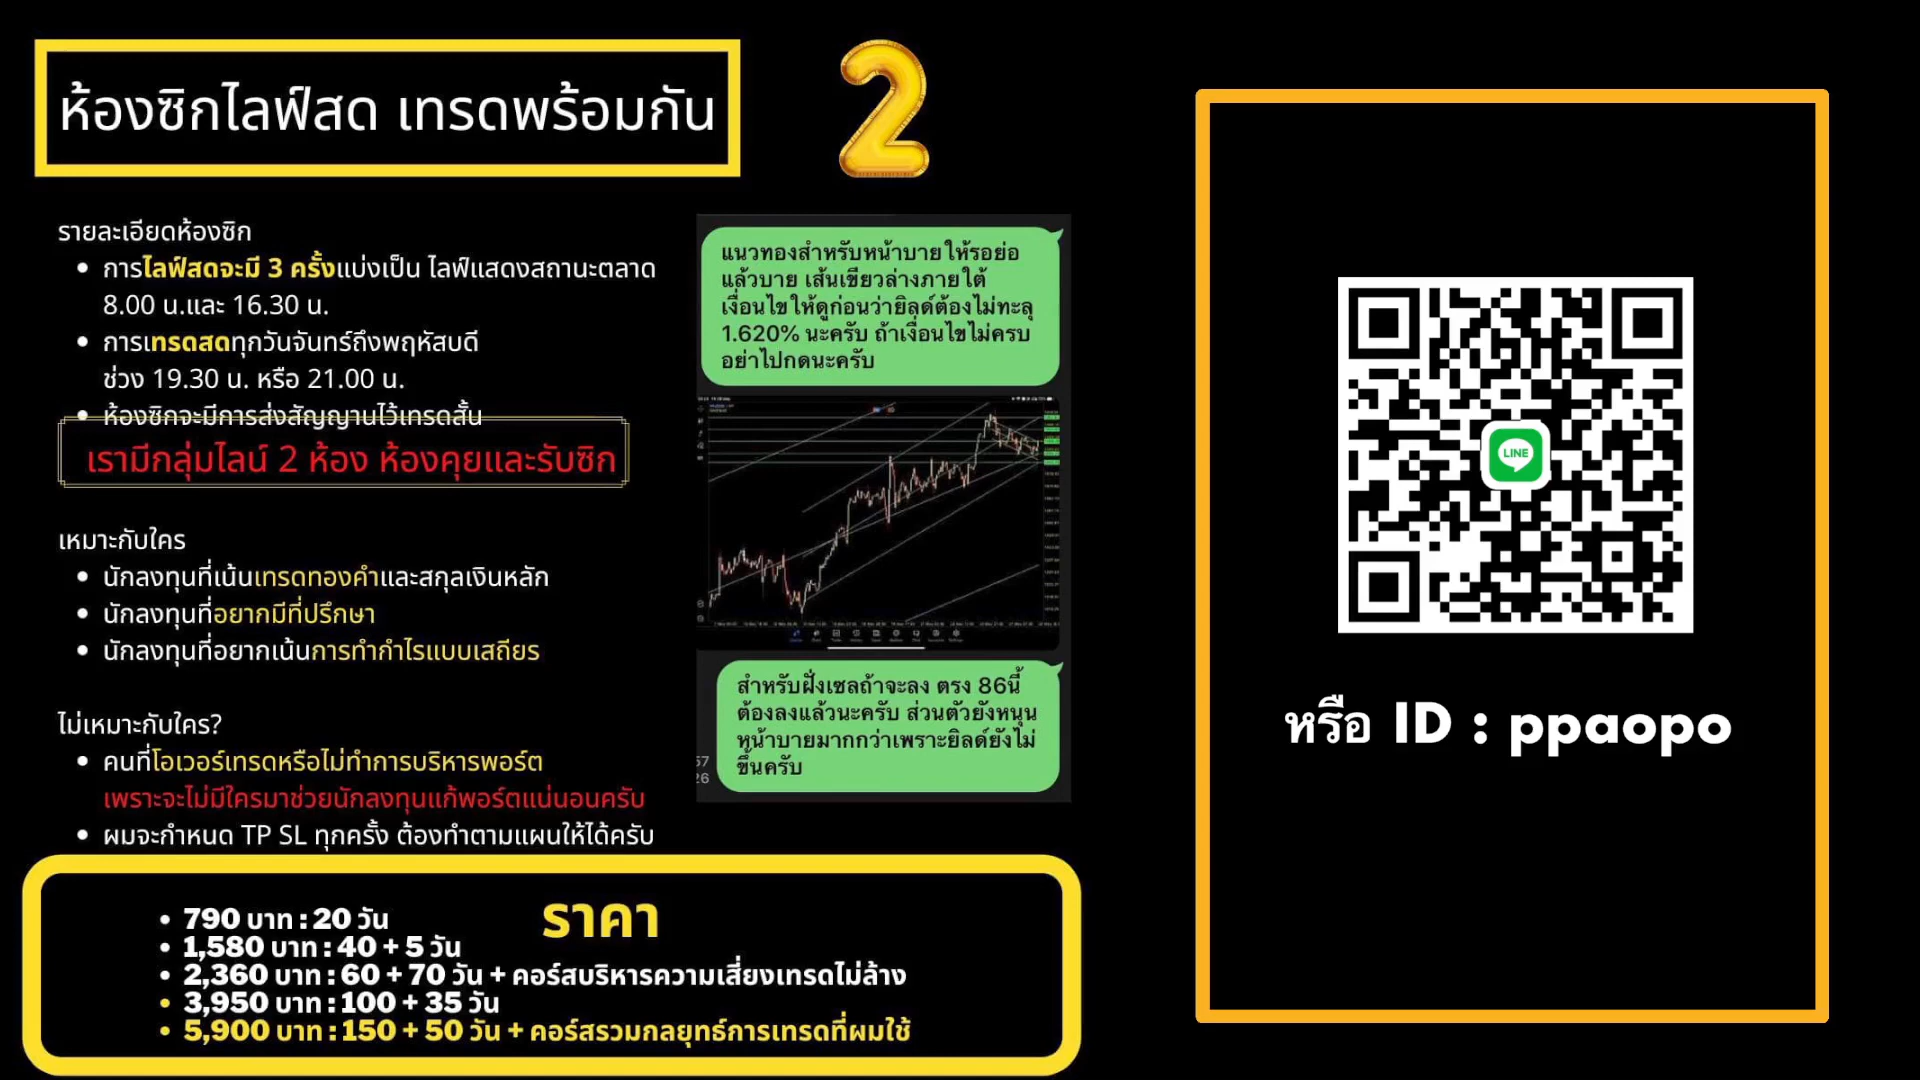 ห้องซิกไลฟ์สด เทรดพร้อมกัน
2
รายละเอียดห้องซิก
• การไลฟ์สดจะมี 3 ครั้งแบ่งเป็น ไลฟ์แสดงสถานะตลาด
8.00 น.และ 16.30 น.
• การเทรดสดทุกวันจันทร์ถึงพฤหัสบดี
ช่วง 19.30 น. หรือ 21.00 น.
• ห้องซิกจะมีการส่งสัญญานไว้เทรดสั้น
เรามีกลุ่มไลน์ 2 ห้อง ห้องคุยและรับซิก
เหมาะกับใคร
• นักลงทุนที่เน้นเทรดทองคำและสกุลเงินหลัก
• นักลงทุนที่อยากมีที่ปรึกษา
• นักลงทุนที่อยากเน้นการทำกำไรแบบเสถียร
ไม่เหมาะกับใคร?
• คนที่โอเวอร์เทรดหรือไม่ทำการบริหารพอร์ต
เพราะจะไม่มีใครมาช่วยนักลงทุนแก้พอร์ตแน่นอนครับ
• ผมจะกำหนด TP SL ทุกครั้ง ต้องทำตามแผนให้ได้ครับ
แนวทองสำหรับหน้าบายให้รอย่อ
แล้วบาย เส้นเขียวล่างภายใต้
เงื่อนไขให้ดูก่อนว่ายิลด์ต้องไม่ทะลุ
1.620% นะครับ ถ้าเงื่อนไขไม่ครบ
อย่าไปกดนะครับ
สำหรับฝั่งเซลถ้าจะลง ตรง 86นี้
ต้องลงแล้วนะครับ ส่วนตัวยังหนุน
หน้าบายมากกว่าเพราะยิลด์ยังไม่
ขึ้นครับ
57
26
ราคา
• 790 บาท : 20 วัน
• 1,580 บาท : 40 + 5 วัน
• 2,360 บาท : 60 + 70 วัน + คอร์สบริหารความเสี่ยงเทรดไม่ล้าง
• 3,950 บาท : 100 + 35 วัน
• 5,900 บาท : 150 + 50 วัน + คอร์สรวมกลยุทธ์การเทรดที่ผมใช้
LINE
หรือ ID : ppaopo